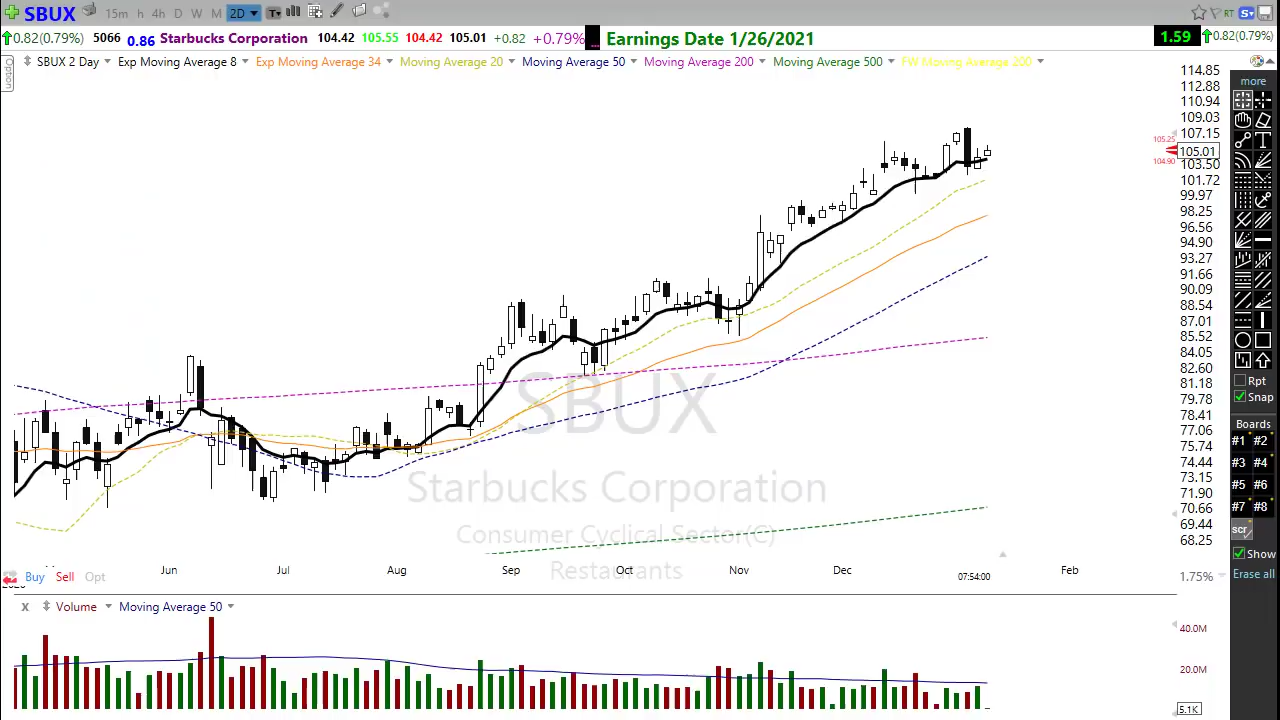 SBUX 15m h 4h D W M 2D T RT S
0.82(0.79%) 5066 0.86 Starbucks Corporation 104.42 105.55 104.42 105.01 +0.82 +0.79% Earnings Date 1/26/2021 1.59 0.82(0.79%)
Option
SBUX 2 Day Exp Moving Average 8 Exp Moving Average 34 Moving Average 20 Moving Average 50 Moving Average 200 Moving Average 500 FW Moving Average 200
114.85
112.88
110.94
109.03
107.15
105.25
105.01
104.90
103.50
101.72
99.97
98.25
96.56
94.90
93.27
91.66
90.09
88.54
87.01
85.52
84.05
82.60
81.18
79.78
78.41
77.06
75.74
74.44
73.15
71.90
70.66
69.44
68.25
SBUX
Starbucks Corporation
Consumer Cyclical Sector(C)
Restaurants
Jun Jul Aug Sep Oct Nov Dec Feb
07:54:00
1.75%
Buy Sell Opt
x Volume Moving Average 50
40.0M
20.0M
5.1K
more
T
Rpt
Snap
Boards
#1 #2
#3 #4
#5 #6
#7 #8
scr
Show
Erase all